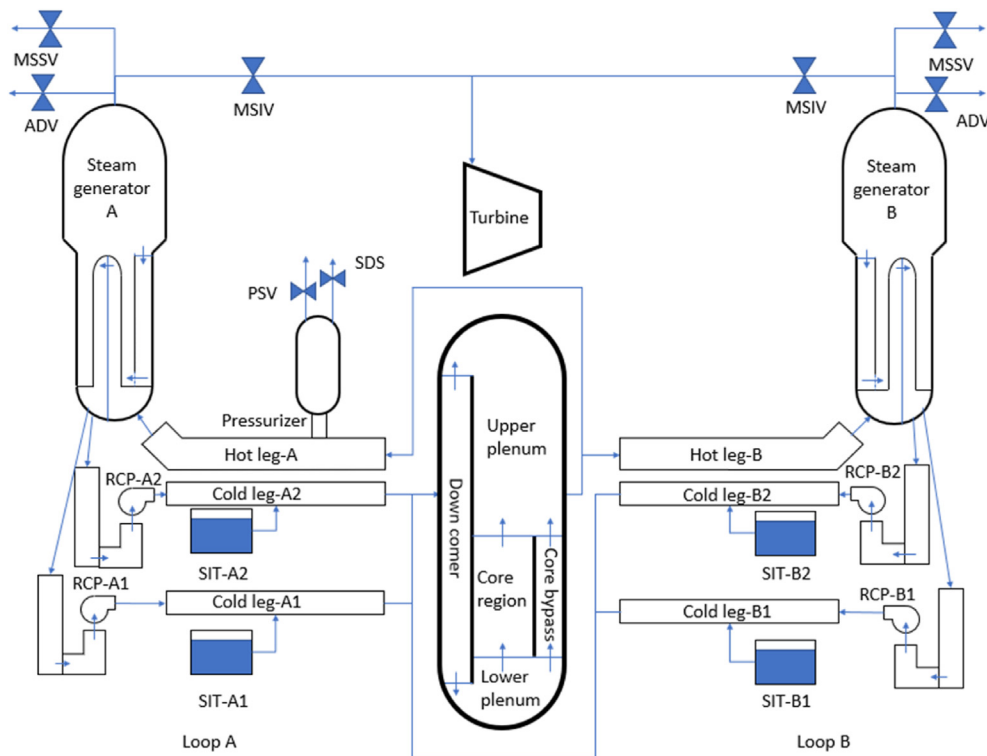 MSSV
MSSV
MSIV
MSIV
ADV
ADV
Steam
generator
A
Steam
generator
B
Turbine
SDS
PSV
Pressurizer
Upper
plenum
Hot leg-A
Hot leg-B
RCP-A2
Cold leg-A2
Cold leg-B2
RCP-B2
Down comer
SIT-A2
SIT-B2
Core
region
Core bypass
RCP-A1
Cold leg-A1
Cold leg-B1
RCP-B1
Lower
plenum
SIT-A1
SIT-B1
Loop A
Loop B